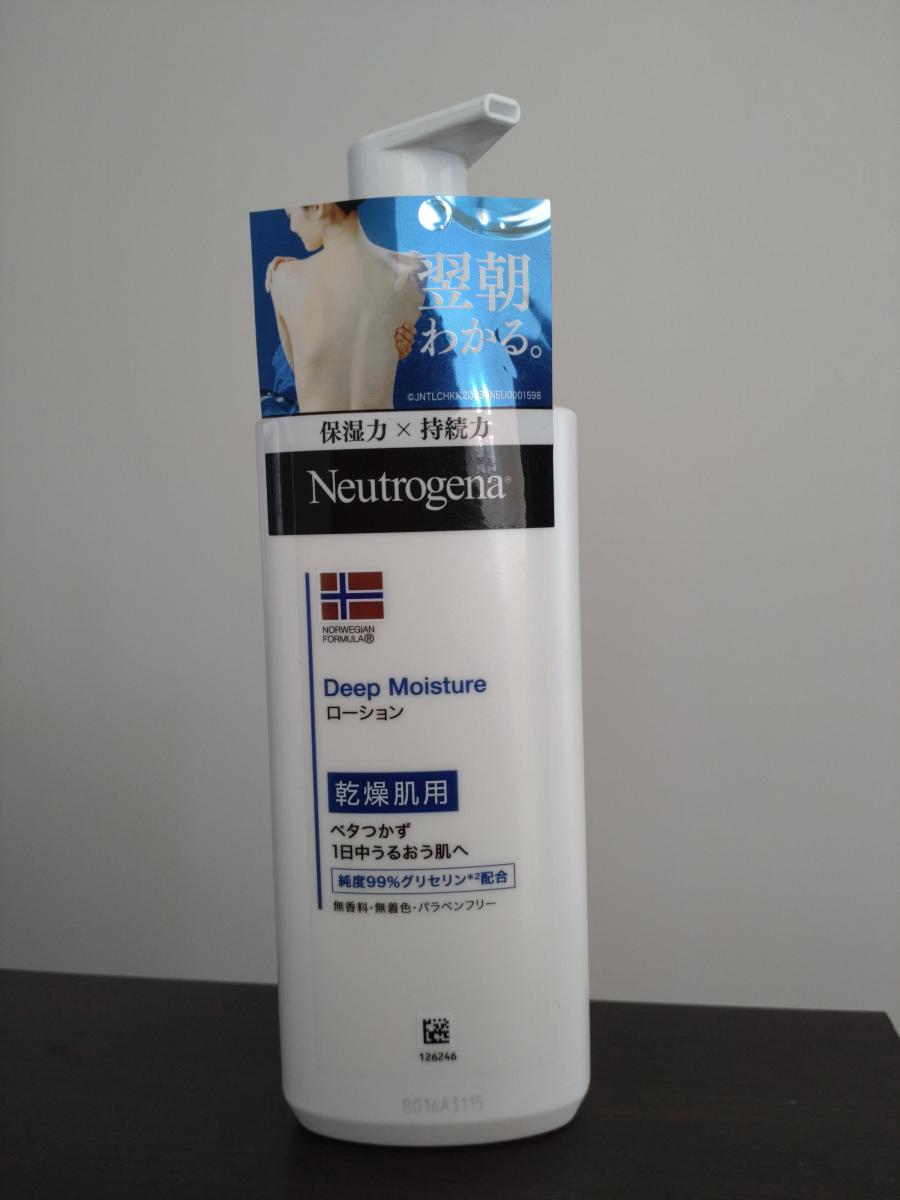 翌朝
わかる。
保湿力×持続力
Neutrogena®
NORWEGIAN
FORMULA®
Deep Moisture
ローション
乾燥肌用
ベタつかず
1日中うるおう肌へ
純度99%グリセリン*2配合
無香料・無着色・パラベンフリー
126246
8016A3115